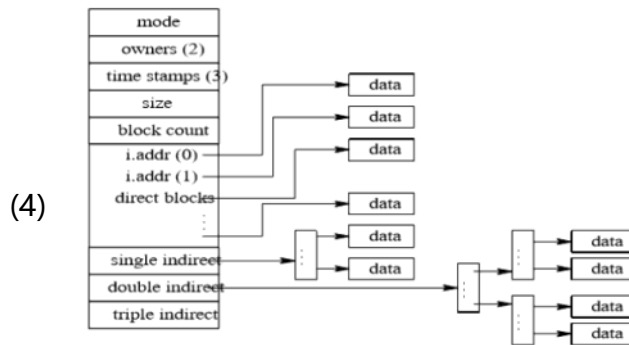 mode
owners (2)
time stamps (3)
size
block count
i.addr (0)
i.addr (1)
direct blocks
single indirect
double indirect
triple indirect
(4)
data
data
data
data
data
data
data
data
data
data